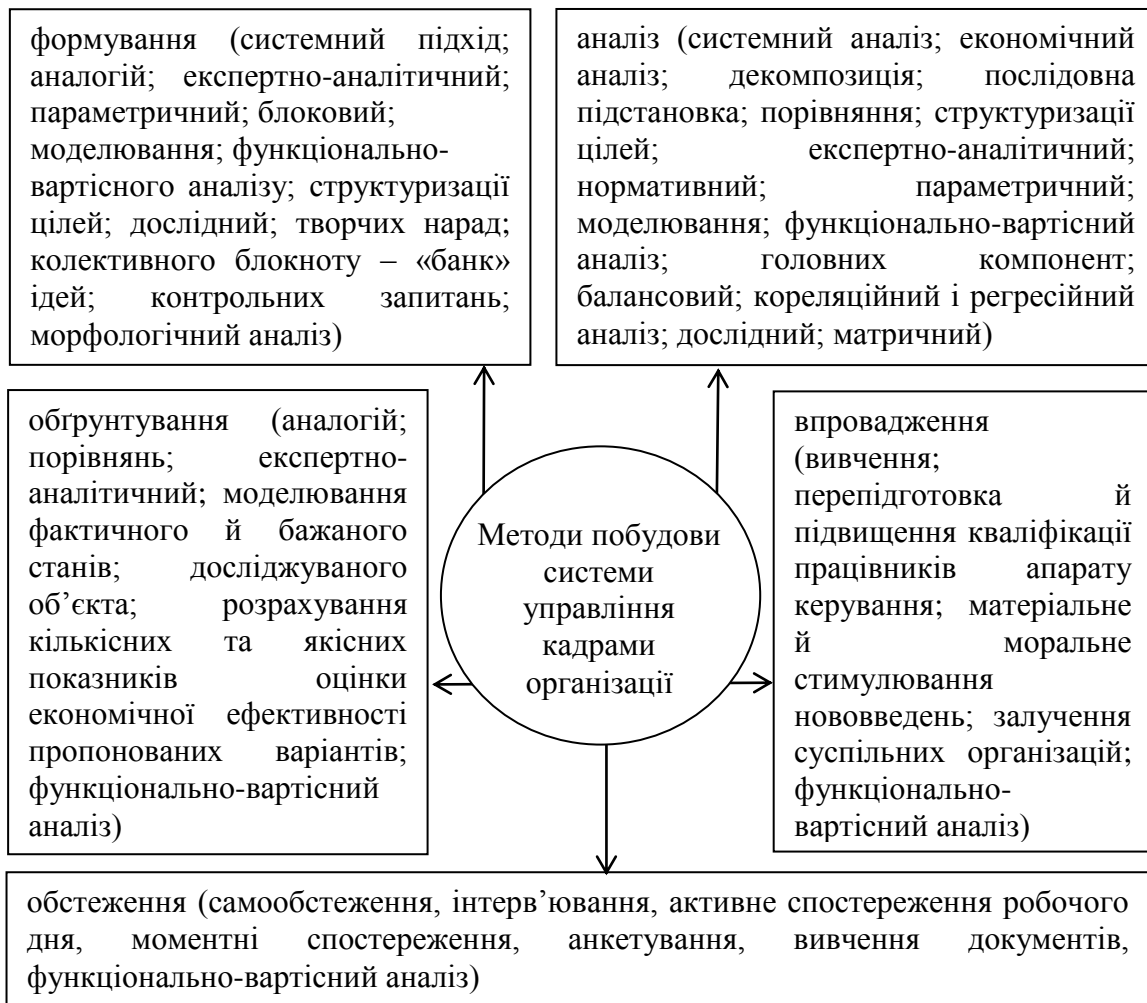 формування (системний підхід;
аналогій; експертно-аналітичний;
параметричний; блоковий;
моделювання; функціонально-
вартісного аналізу; структуризації
цілей; дослідний; творчих нарад;
колективного блокноту – «банк»
ідей; контрольних запитань;
морфологічний аналіз)
аналіз (системний аналіз; економічний
аналіз; декомпозиція; послідовна
підстановка; порівняння; структуризації
цілей; експертно-аналітичний;
нормативний; параметричний;
моделювання; функціонально-вартісний
аналіз; головних компонент;
балансовий; кореляційний і регресійний
аналіз; дослідний; матричний)
обґрунтування (аналогій;
порівнянь; експертно-
аналітичний; моделювання
фактичного й бажаного
станів; досліджуваного
об’єкта; розрахування
кількісних та якісних
показників оцінки
економічної ефективності
пропонованих варіантів;
функціонально-вартісний
аналіз)
Методи побудови
системи
управління
кадрами
організації
впровадження
(вивчення;
перепідготовка й
підвищення кваліфікації
працівників апарату
керування; матеріальне
й моральне
стимулювання
нововведень; залучення
суспільних організацій;
функціонально-
вартісний аналіз)
обстеження (самообстеження, інтерв’ювання, активне спостереження робочого
дня, моментні спостереження, анкетування, вивчення документів,
функціонально-вартісний аналіз)